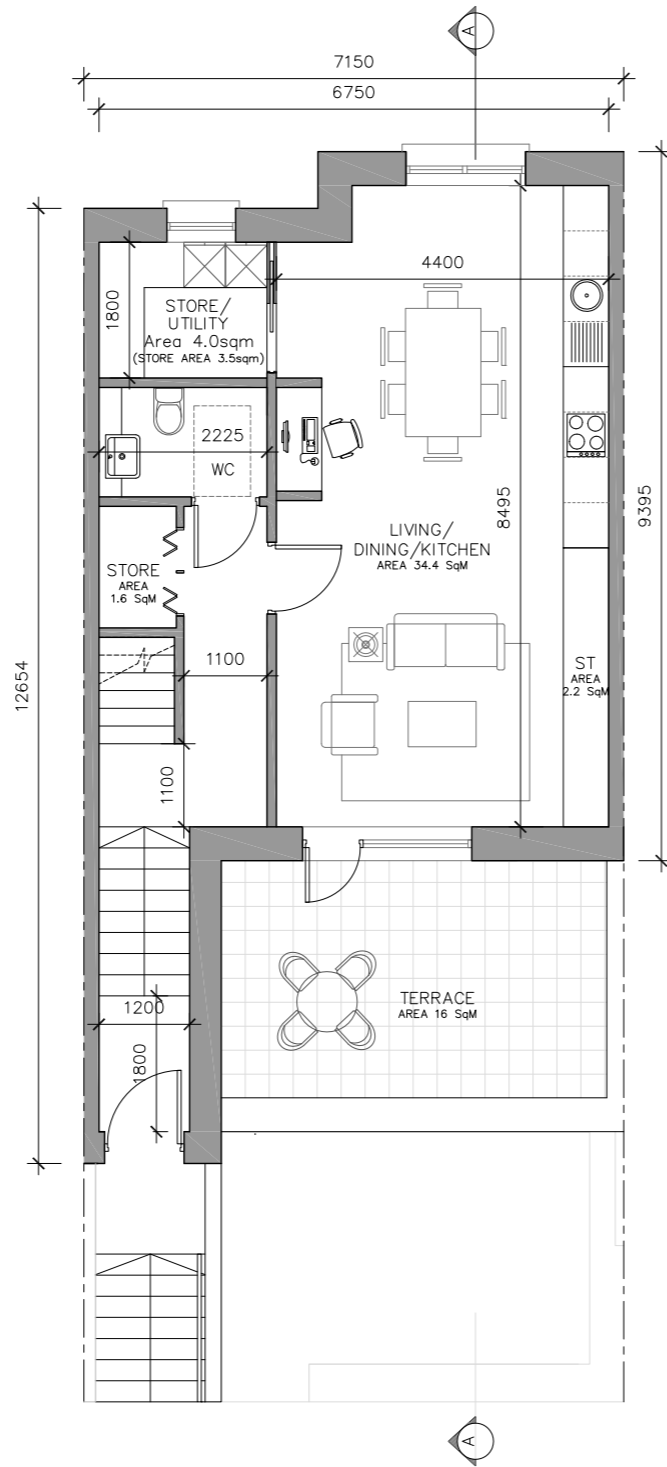 A
7150
6750
4400
1800
STORE/
UTILITY
Area 4.0sqm
(STORE AREA 3.5sqm)
2225
WC
8495
9395
LIVING/
DINING/KITCHEN
AREA 34.4 SqM
STORE
AREA
1.6 SqM
12654
1100
ST
AREA
2.2 SqM
1100
TERRACE
AREA 16 SqM
1200
1800
A